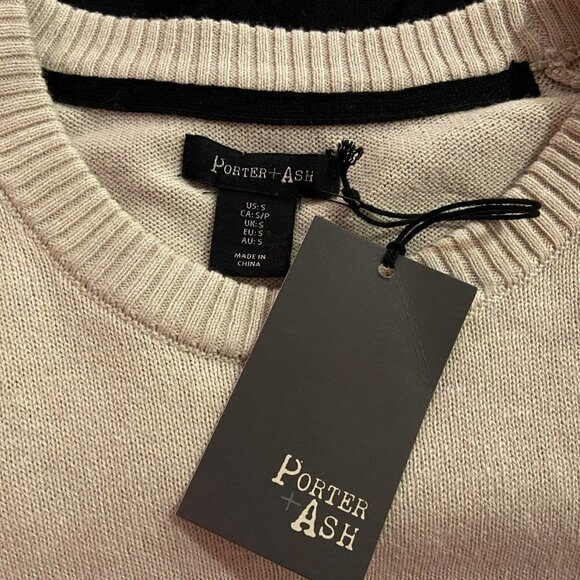 PORTER+ASH
US: S
CA: S/P
UK: S
EU: S
AU: S
MADE IN
CHINA
PORTER
+ASH